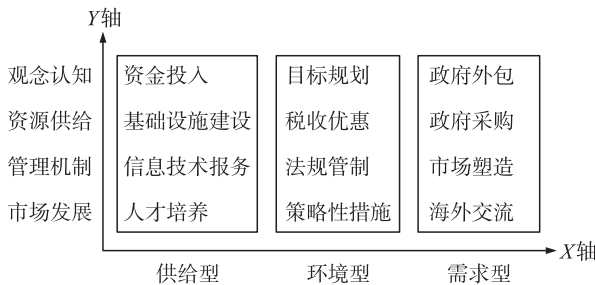 Y轴
观念认知 资金投入 目标规划 政府外包
资源供给 基础设施建设 税收优惠 政府采购
管理机制 信息技术报务 法规管制 市场塑造
市场发展 人才培养 策略性措施 海外交流
X轴
供给型 环境型 需求型